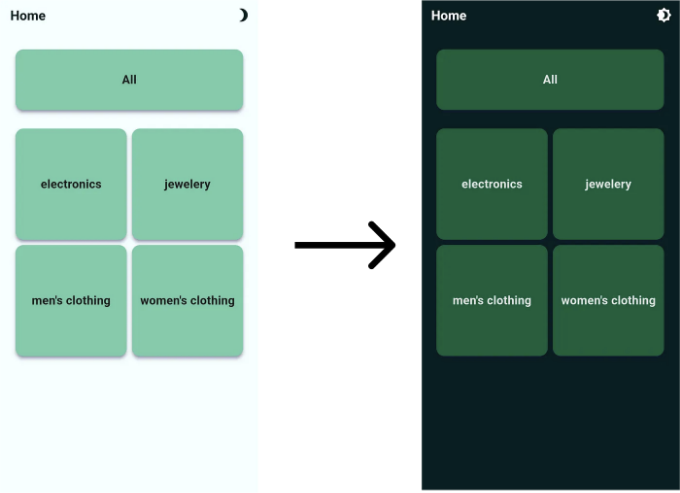 Home
All
electronics
jewelery
men's clothing
women's clothing
Home
All
electronics
jewelery
men's clothing
women's clothing